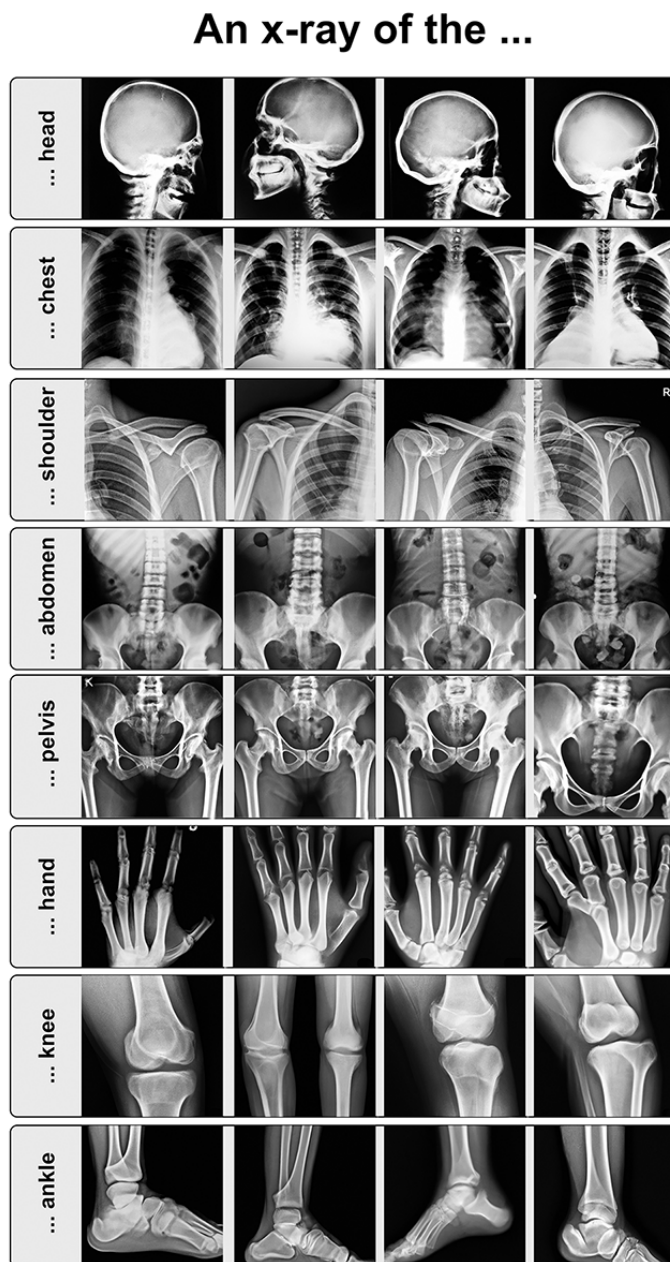 An x-ray of the ...
... head
... chest
... shoulder
R
... abdomen
... pelvis
... hand
... knee
... ankle